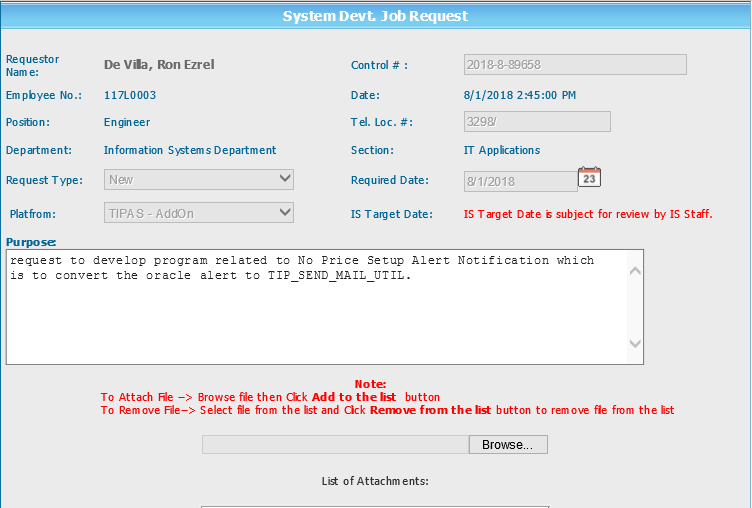 System Devt. Job Request
Requestor Name: De Villa, Ron Ezrel Control # : 2018-8-89658
Employee No.: 117L0003 Date: 8/1/2018 2:45:00 PM
Position: Engineer Tel. Loc. #: 3298/
Department: Information Systems Department Section: IT Applications
Request Type: New Required Date: 8/1/2018 23
Platfrom: TIPAS - AddOn IS Target Date: IS Target Date is subject for review by IS Staff.
Purpose:
request to develop program related to No Price Setup Alert Notification which
is to convert the oracle alert to TIP_SEND_MAIL_UTIL.
Note:
To Attach File -> Browse file then Click Add to the list button
To Remove File-> Select file from the list and Click Remove from the list button to remove file from the list
Browse...
List of Attachments: